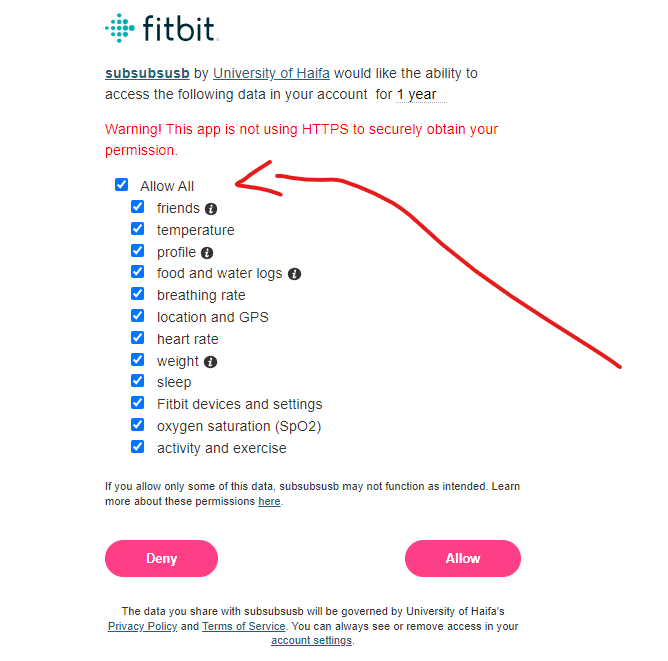 fitbit
subsubsusb by University of Haifa would like the ability to
access the following data in your account for 1 year
Warning! This app is not using HTTPS to securely obtain your
permission.
Allow All
friends
temperature
profile
food and water logs
breathing rate
location and GPS
heart rate
weight
sleep
Fitbit devices and settings
oxygen saturation (SpO2)
activity and exercise
If you allow only some of this data, subsubsusb may not function as intended. Learn
more about these permissions here.
Deny
Allow
The data you share with subsubsusb will be governed by University of Haifa's
Privacy Policy and Terms of Service. You can always see or remove access in your
account settings.